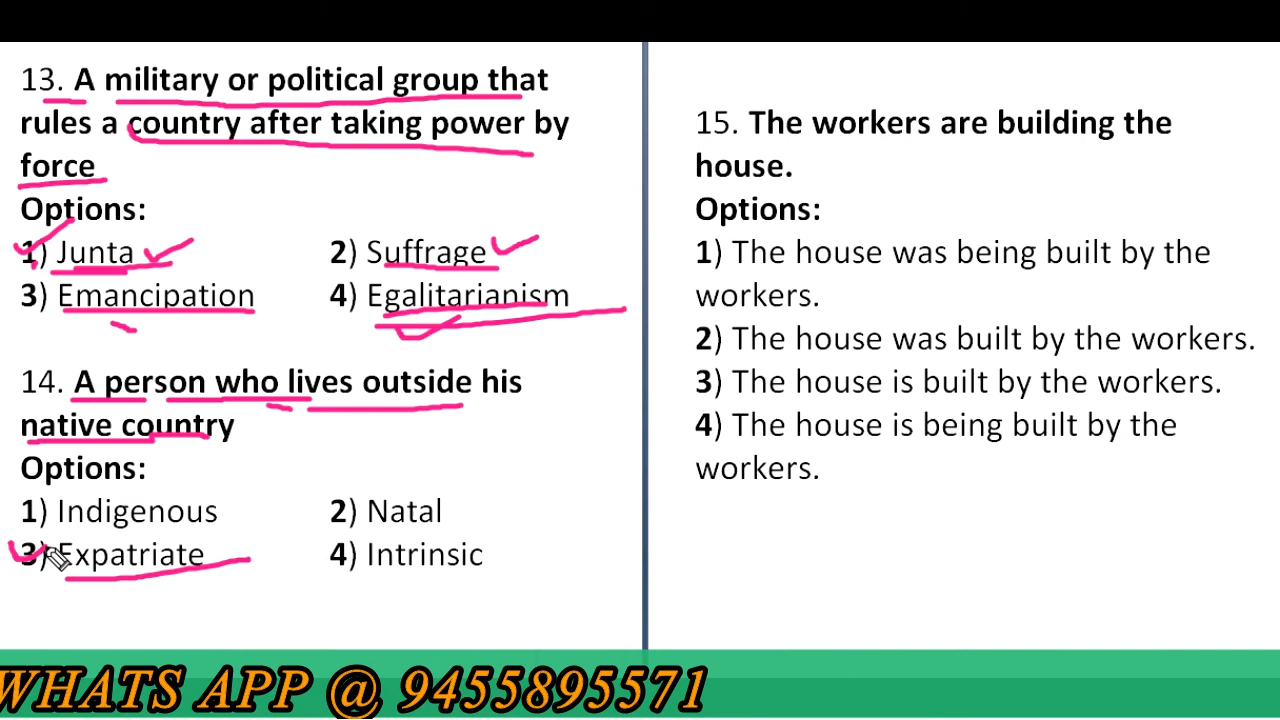 13. A military or political group that
rules a country after taking power by
force
Options:
1) Junta 2) Suffrage
3) Emancipation 4) Egalitarianism
14. A person who lives outside his
native country
Options:
1) Indigenous 2) Natal
3) Expatriate 4) Intrinsic
15. The workers are building the
house.
Options:
1) The house was being built by the
workers.
2) The house was built by the workers.
3) The house is built by the workers.
4) The house is being built by the
workers.
WHATS APP @ 9455895571